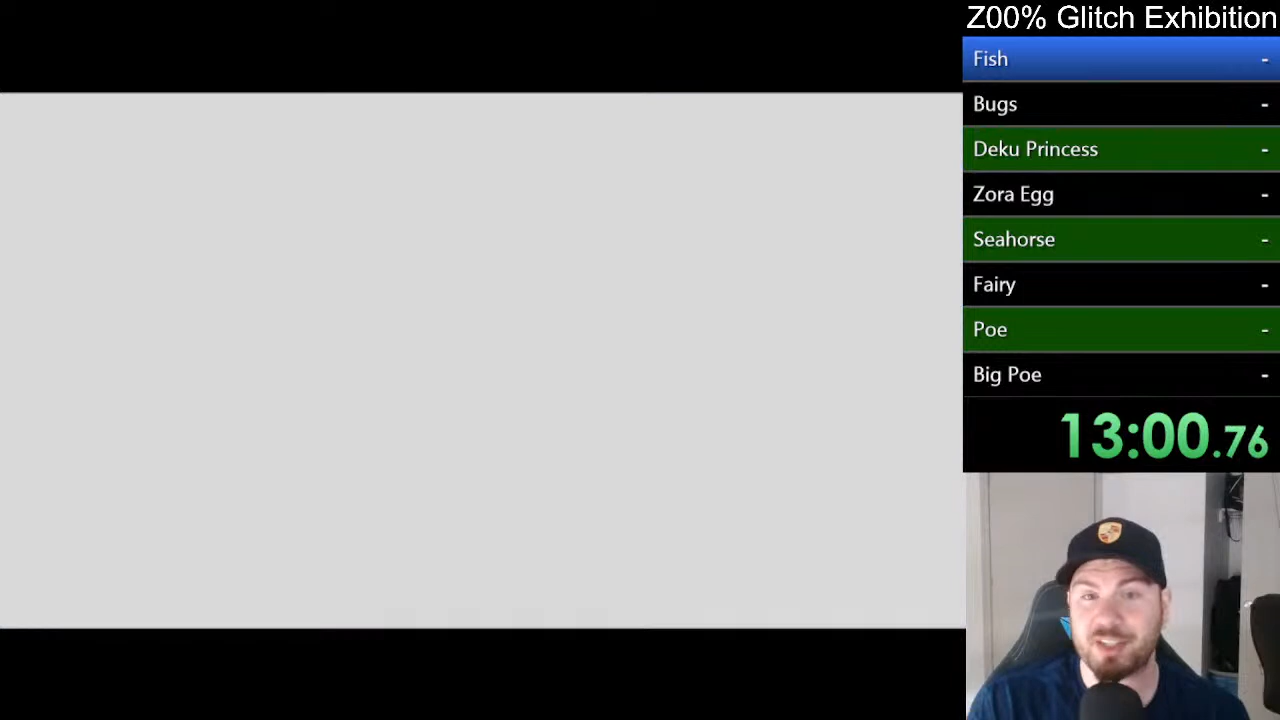 Z00% Glitch Exhibition
Fish -
Bugs -
Deku Princess -
Zora Egg -
Seahorse -
Fairy -
Poe -
Big Poe -
13:00.76